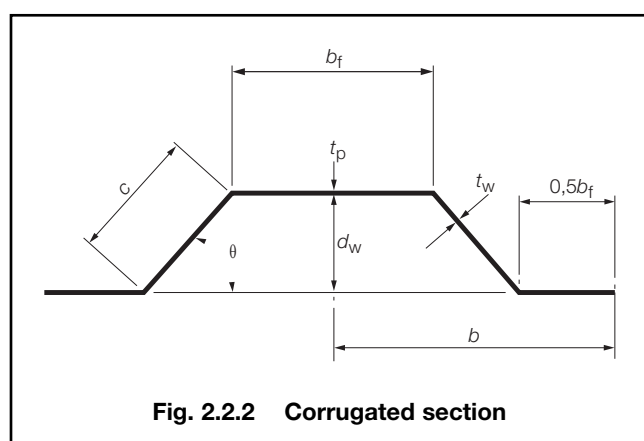 bf
tp
c
tw
0,5bf
dw
θ
b
Fig. 2.2.2 Corrugated section